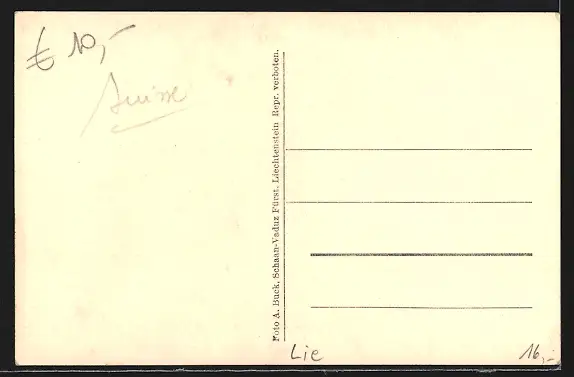 € 10,-
Suisse
Foto A. Buck, Schaan-Vaduz Fürst. Liechtenstein Repr. verboten.
Lie
16,-